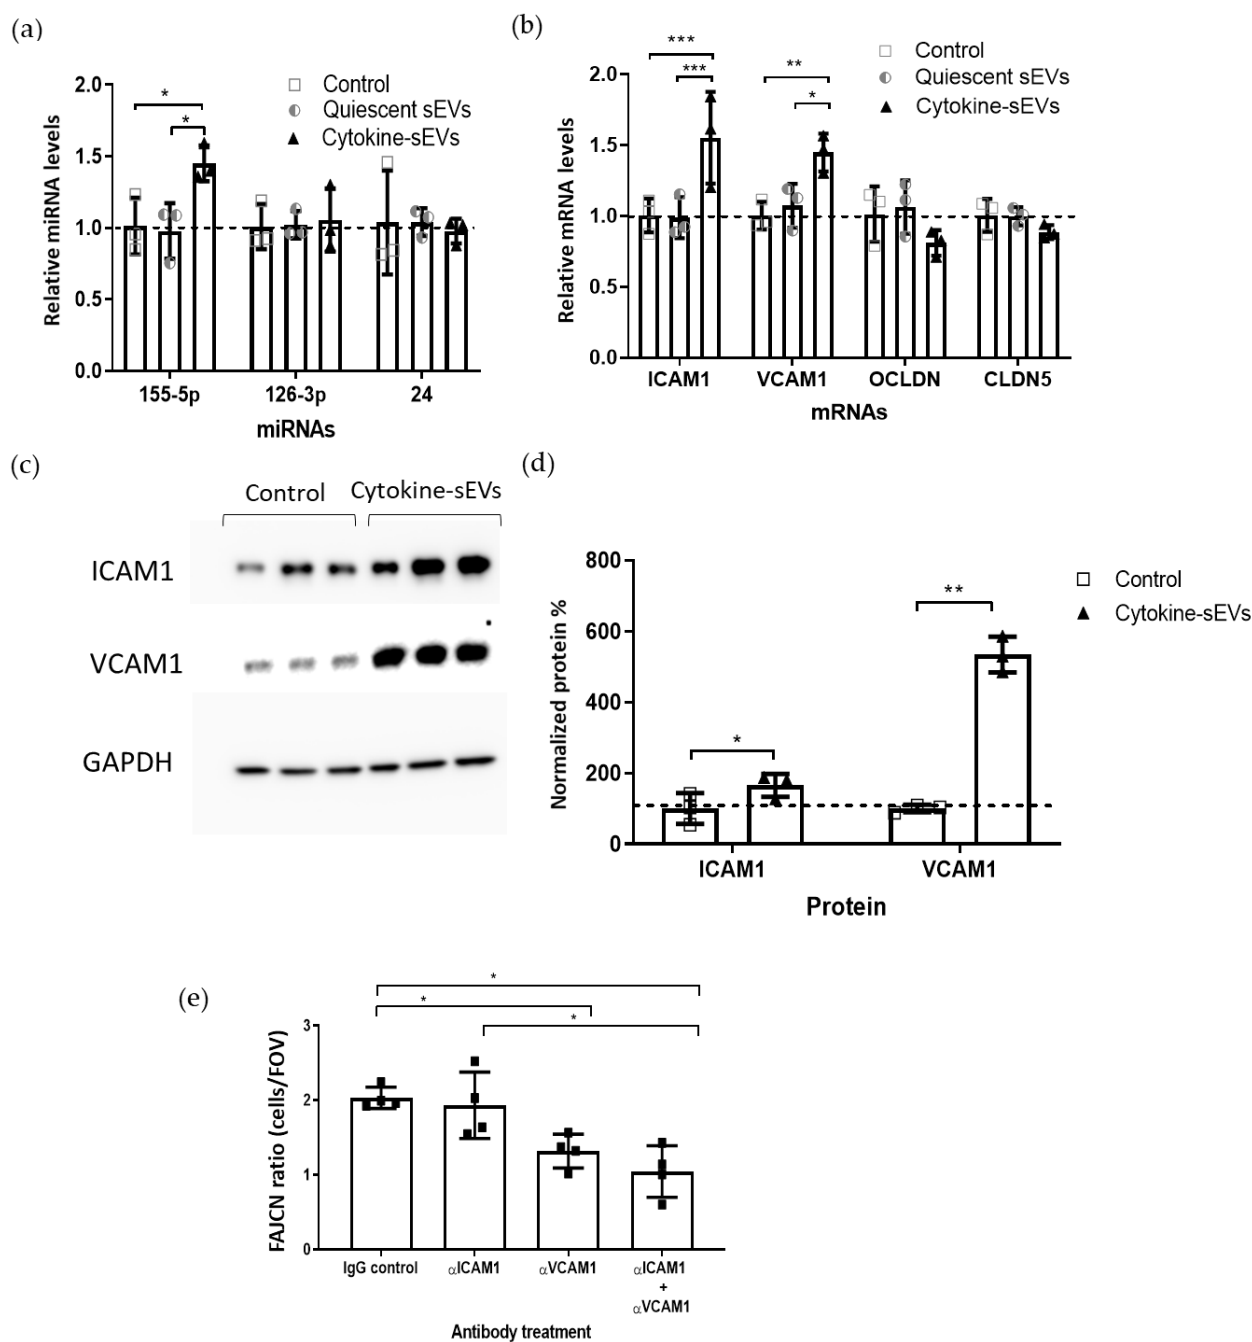 (a)
*
*
Control
Quiescent sEVs
Cytokine-sEVs
Relative miRNA levels
2.0
1.5
1.0
0.5
0.0
155-5p 126-3p 24
miRNAs
(b)
***
***
**
*
Control
Quiescent sEVs
Cytokine-sEVs
Relative mRNA levels
2.0
1.5
1.0
0.5
0.0
ICAM1 VCAM1 OCLDN CLDN5
mRNAs
(c)
Control Cytokine-sEVs
ICAM1
VCAM1
GAPDH
(d)
*
**
Control
Cytokine-sEVs
Normalized protein %
800
600
400
200
0
ICAM1 VCAM1
Protein
(e)
*
*
*
FAJCN ratio (cells/FOV)
3
2
1
0
IgG control αICAM1 αVCAM1 αICAM1
+
αVCAM1
Antibody treatment